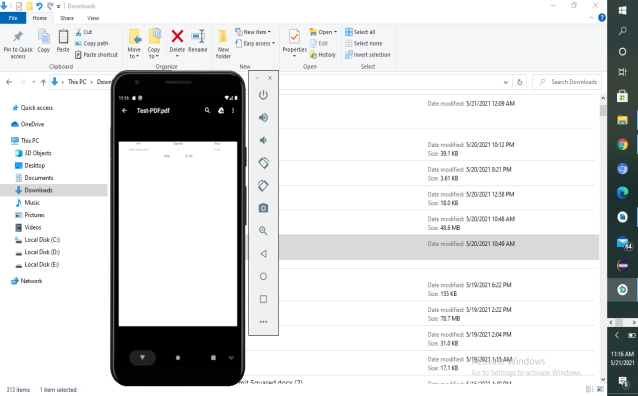 Downloads
File
Home
Share
View
Pin to Quick access
Copy
Paste
Cut
Copy path
Paste shortcut
Clipboard
Move to
Copy to
Delete
Rename
Organize
New folder
New item
Easy access
New
Properties
Open
Edit
History
Open
Select all
Select none
Invert selection
Select
This PC
Search Downloads
Quick access
OneDrive
This PC
3D Objects
Desktop
Documents
Downloads
Music
Pictures
Videos
Local Disk (C:)
Local Disk (D:)
Local Disk (E:)
Network
11:16
Test-PDF.pdf
Date modified: 5/21/2021 12:09 AM
Date modified: 5/20/2021 10:12 PM
Size: 39.1 KB
Date modified: 5/20/2021 8:21 PM
Size: 3.61 KB
Date modified: 5/20/2021 12:58 PM
Size: 18.0 KB
Date modified: 5/20/2021 10:48 AM
Size: 48.6 MB
Date modified: 5/20/2021 10:49 AM
Date modified: 5/19/2021 6:22 PM
Size: 155 KB
Date modified: 5/19/2021 2:22 PM
Size: 78.7 MB
Date modified: 5/19/2021 2:04 PM
Size: 31.0 KB
Date modified: 5/19/2021 1:15 AM
Size: 17.1 KB
Activate Windows
Go to Settings to activate Windows.
313 items
1 item selected
64
11:16 AM
5/21/2021